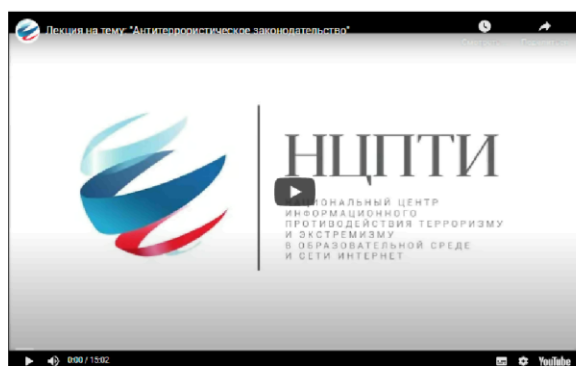 Лекция на тему: "Антитеррористическое законодательство"
НЦПТИ
НАЦИОНАЛЬНЫЙ ЦЕНТР
ИНФОРМАЦИОННОГО
ПРОТИВОДЕЙСТВИЯ ТЕРРОРИЗМУ
И ЭКСТРЕМИЗМУ
В ОБРАЗОВАТЕЛЬНОЙ СРЕДЕ
И СЕТИ ИНТЕРНЕТ
0:00 / 15:02
YouTube